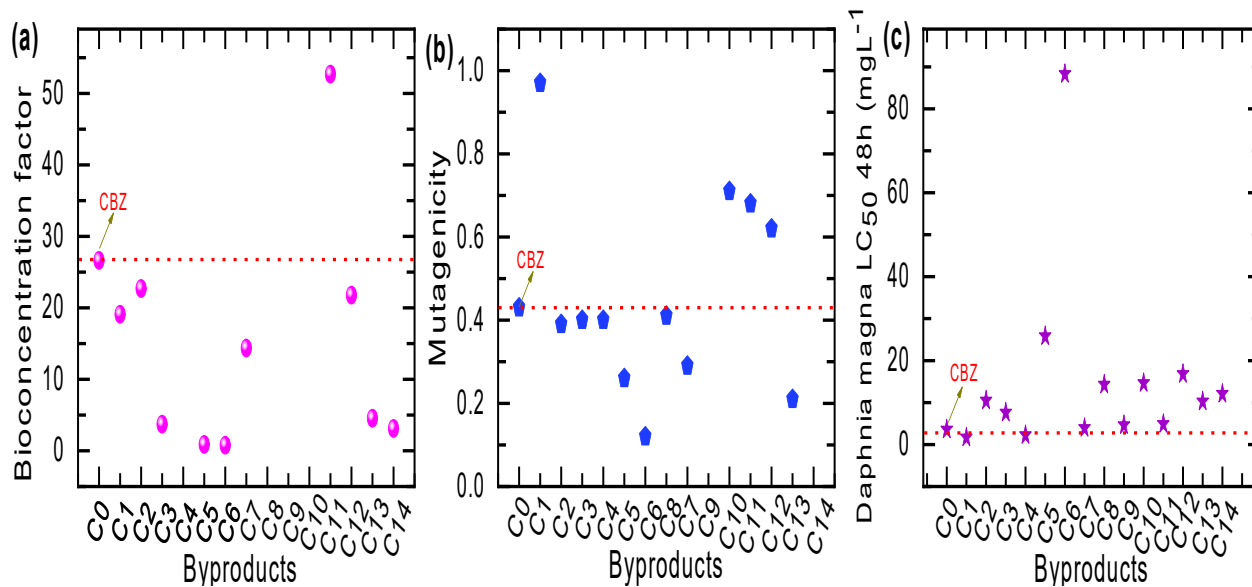 (a)
Bioconcentration factor
50
40
30
20
10
0
CBZ
C0 C1 C2 C3 C4 C5 C6 C7 C8 C9 C10 C11 C12 C13 C14
Byproducts
(b)
Mutagenicity
1.0
0.8
0.6
0.4
0.2
0.0
CBZ
C0 C1 C2 C3 C4 C5 C6 C8 C7 C9 C10 C11 C12 C13 C14
Byproducts
(c)
Daphnia magna LC50 48h (mgL-1
80
60
40
20
0
CBZ
C0 C1 C2 C3 C4 C5 C6 C7 C8 C9 C10 C11 C12 C13 C14
Byproducts